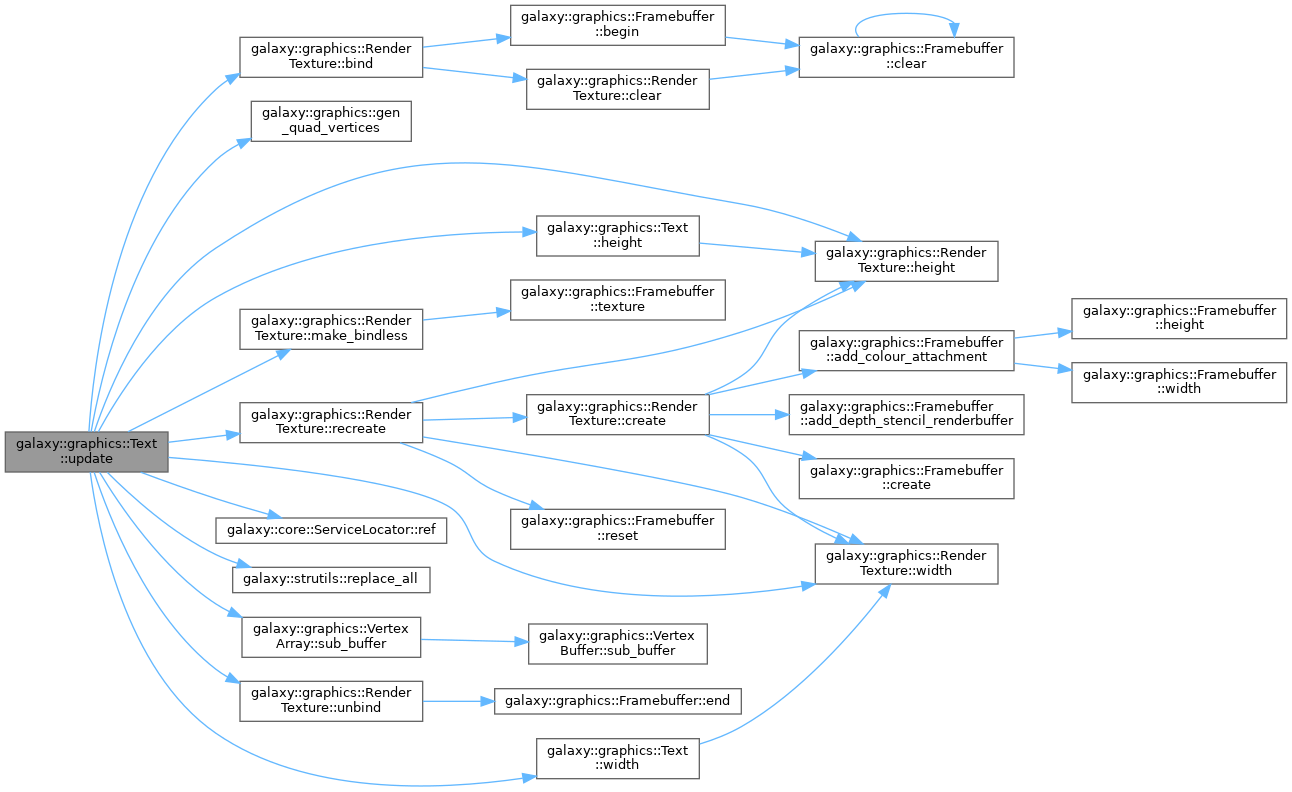 galaxy::graphics::Text
::update
galaxy::graphics::Render
Texture::bind
galaxy::graphics::gen
_quad_vertices
galaxy::graphics::Text
::height
galaxy::graphics::Render
Texture::make_bindless
galaxy::graphics::Render
Texture::recreate
galaxy::core::ServiceLocator::ref
galaxy::strutils::replace_all
galaxy::graphics::Vertex
Array::sub_buffer
galaxy::graphics::Render
Texture::unbind
galaxy::graphics::Text
::width
galaxy::graphics::Framebuffer
::begin
galaxy::graphics::Render
Texture::clear
galaxy::graphics::Framebuffer
::clear
galaxy::graphics::Render
Texture::height
galaxy::graphics::Framebuffer
::texture
galaxy::graphics::Render
Texture::create
galaxy::graphics::Framebuffer
::add_colour_attachment
galaxy::graphics::Framebuffer
::height
galaxy::graphics::Framebuffer
::width
galaxy::graphics::Framebuffer
::add_depth_stencil_renderbuffer
galaxy::graphics::Framebuffer
::create
galaxy::graphics::Framebuffer
::reset
galaxy::graphics::Render
Texture::width
galaxy::graphics::Vertex
Buffer::sub_buffer
galaxy::graphics::Framebuffer::end